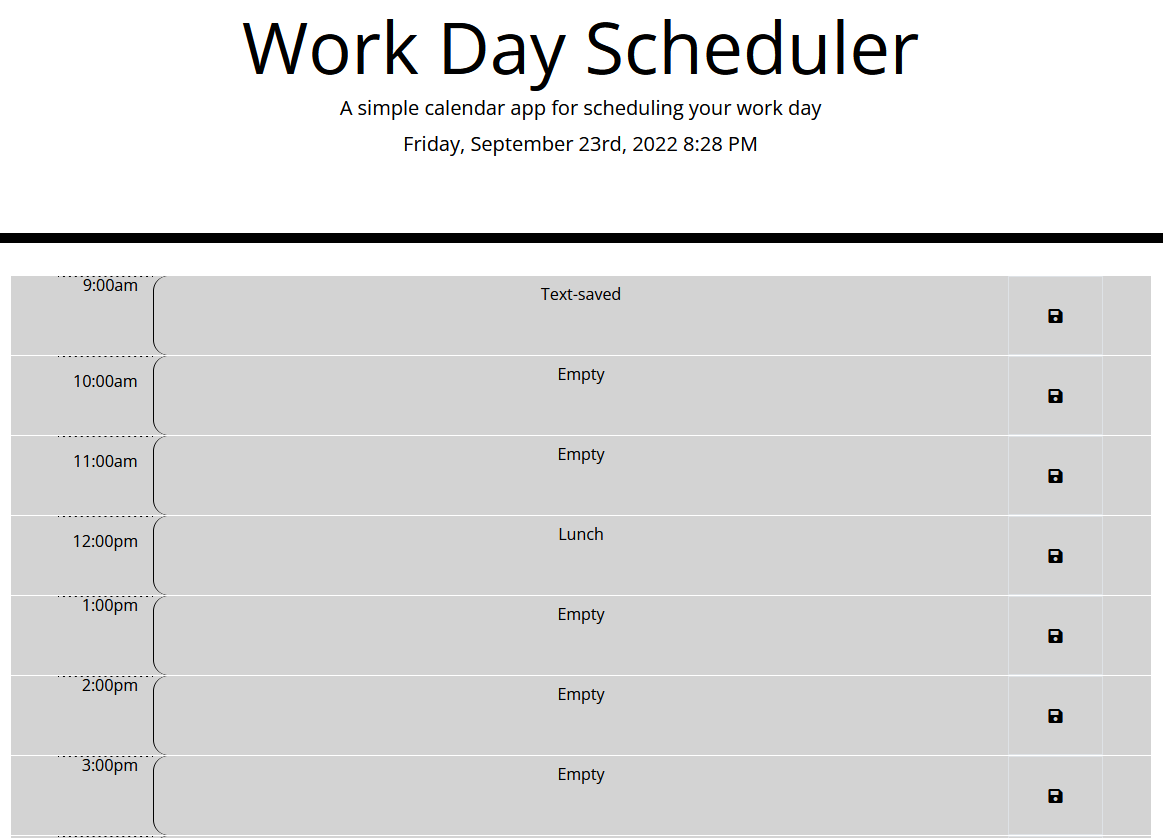 Work Day Scheduler
A simple calendar app for scheduling your work day
Friday, September 23rd, 2022 8:28 PM
9:00am Text-saved
10:00am Empty
11:00am Empty
12:00pm Lunch
1:00pm Empty
2:00pm Empty
3:00pm Empty